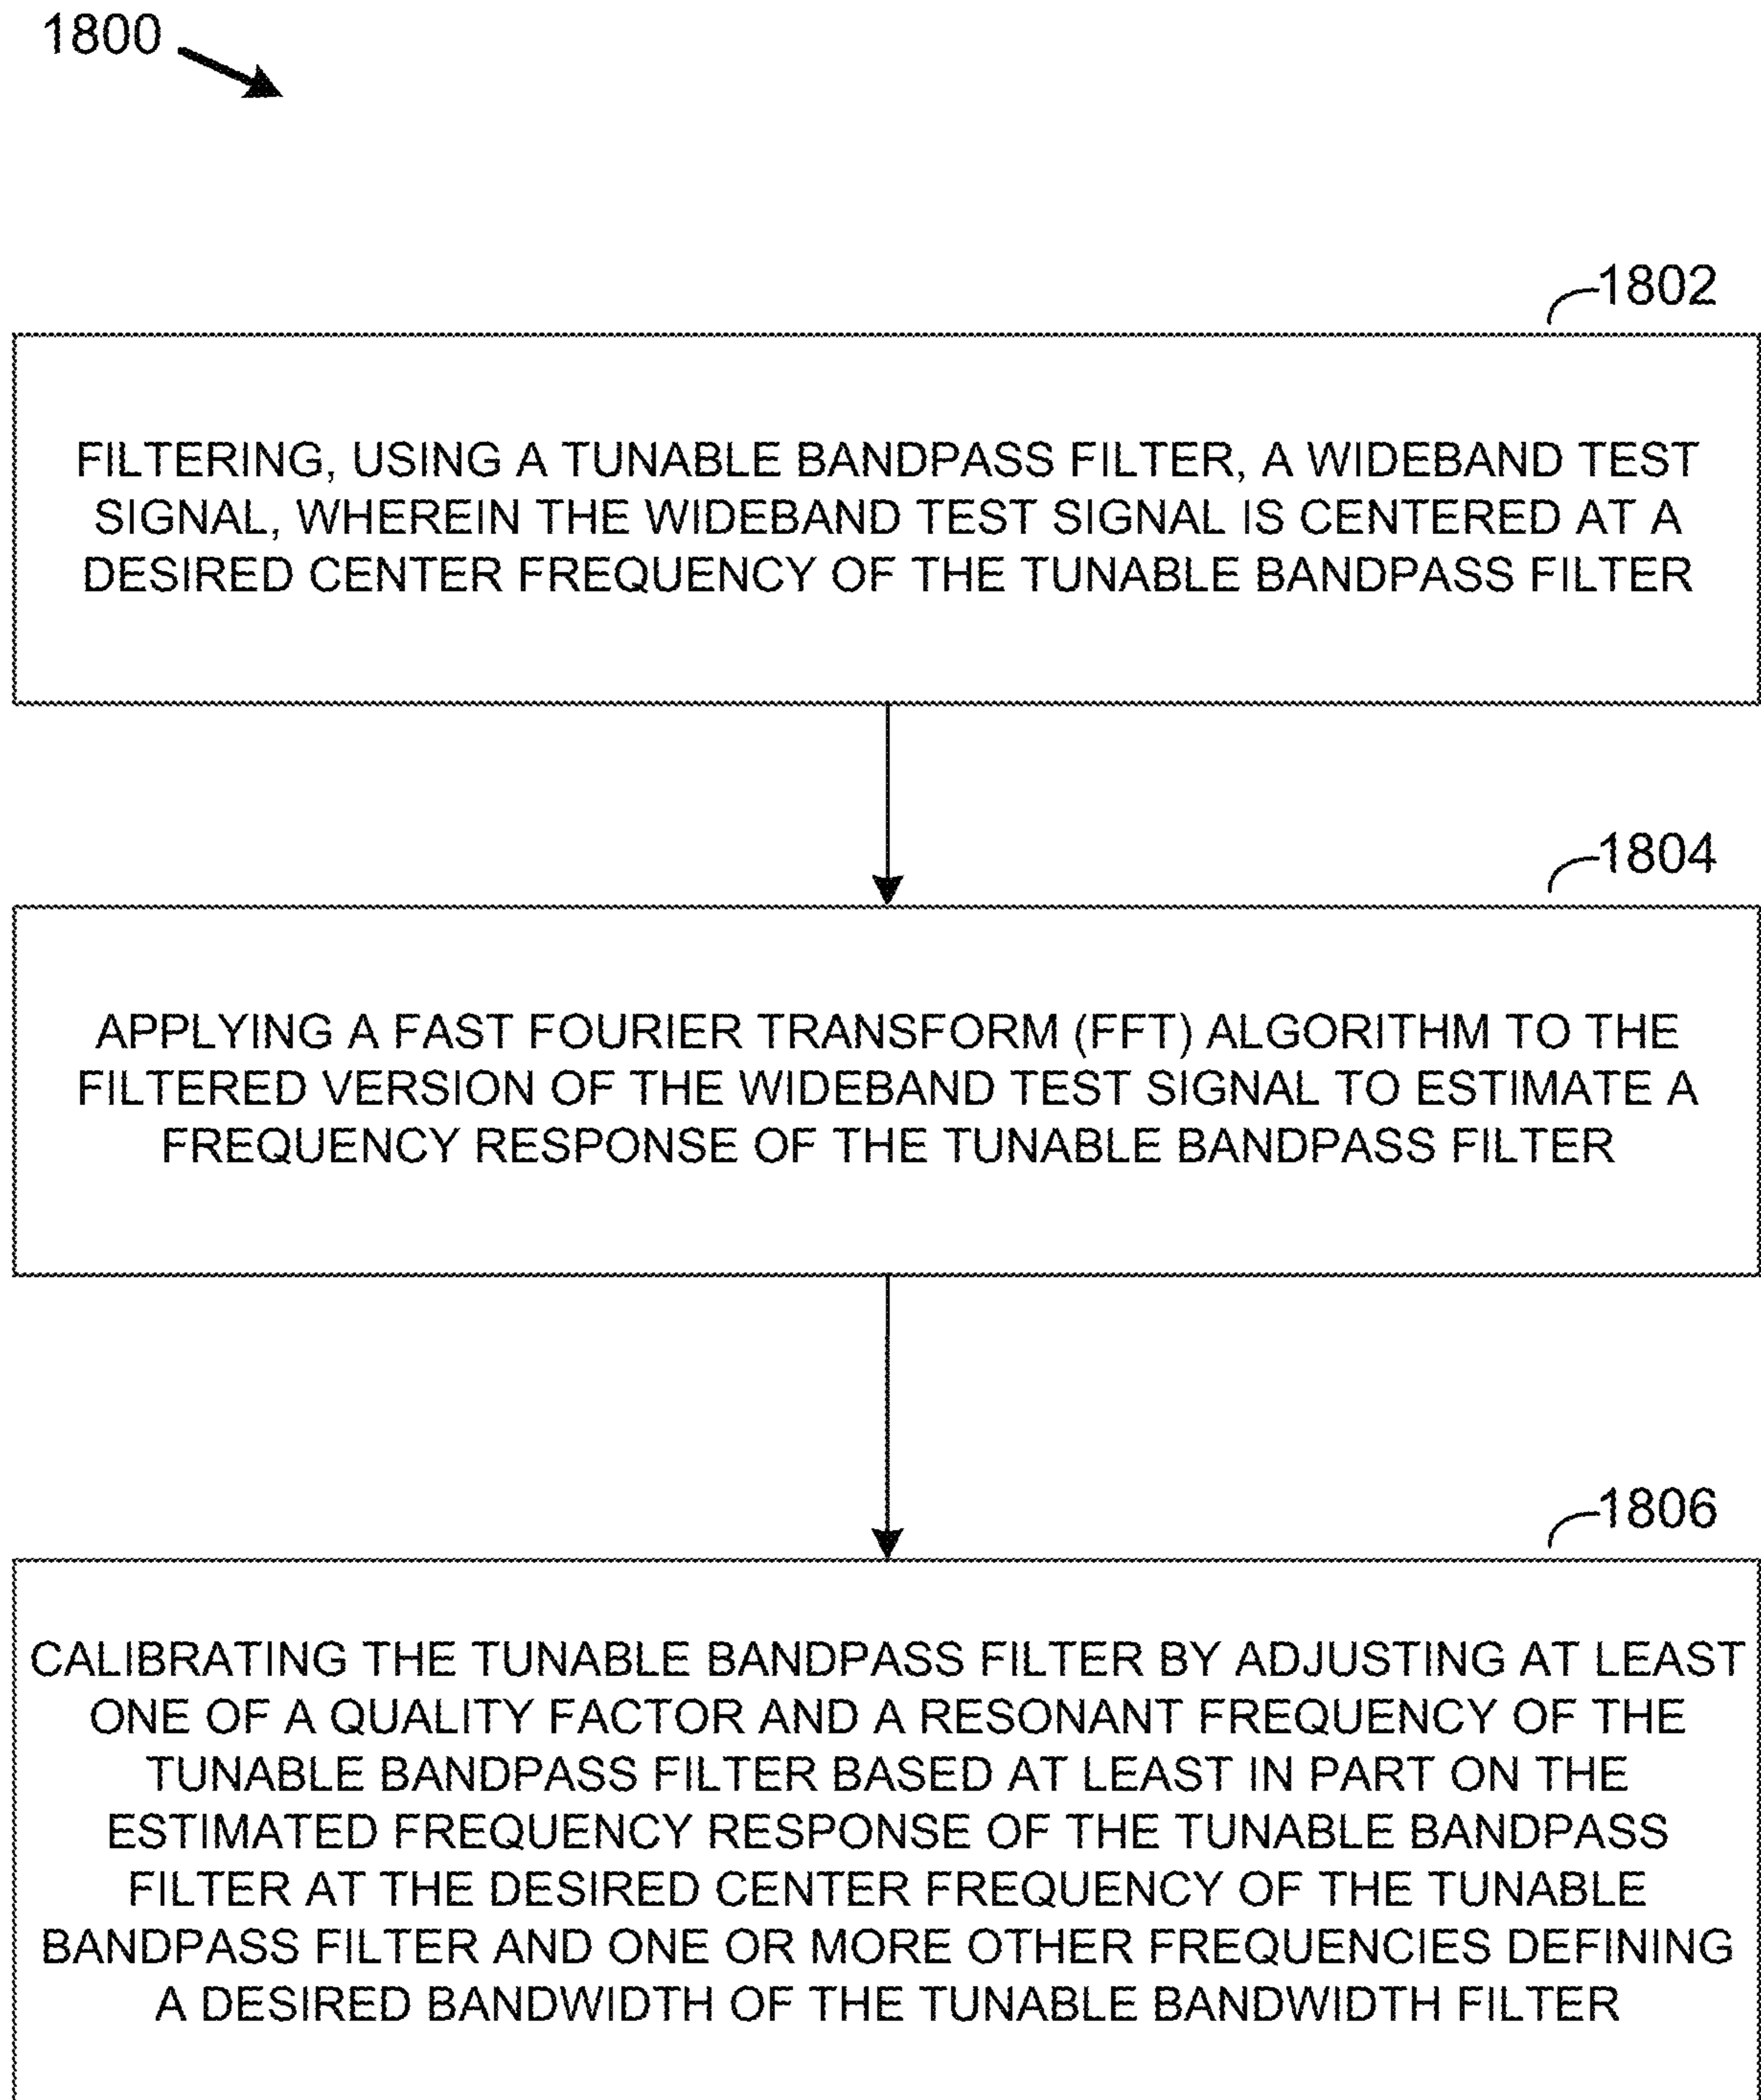 1800
1802
FILTERING, USING A TUNABLE BANDPASS FILTER, A WIDEBAND TEST
SIGNAL, WHEREIN THE WIDEBAND TEST SIGNAL IS CENTERED AT A
DESIRED CENTER FREQUENCY OF THE TUNABLE BANDPASS FILTER
1804
APPLYING A FAST FOURIER TRANSFORM (FFT) ALGORITHM TO THE
FILTERED VERSION OF THE WIDEBAND TEST SIGNAL TO ESTIMATE A
FREQUENCY RESPONSE OF THE TUNABLE BANDPASS FILTER
1806
CALIBRATING THE TUNABLE BANDPASS FILTER BY ADJUSTING AT LEAST
ONE OF A QUALITY FACTOR AND A RESONANT FREQUENCY OF THE
TUNABLE BANDPASS FILTER BASED AT LEAST IN PART ON THE
ESTIMATED FREQUENCY RESPONSE OF THE TUNABLE BANDPASS
FILTER AT THE DESIRED CENTER FREQUENCY OF THE TUNABLE
BANDPASS FILTER AND ONE OR MORE OTHER FREQUENCIES DEFINING
A DESIRED BANDWIDTH OF THE TUNABLE BANDWIDTH FILTER